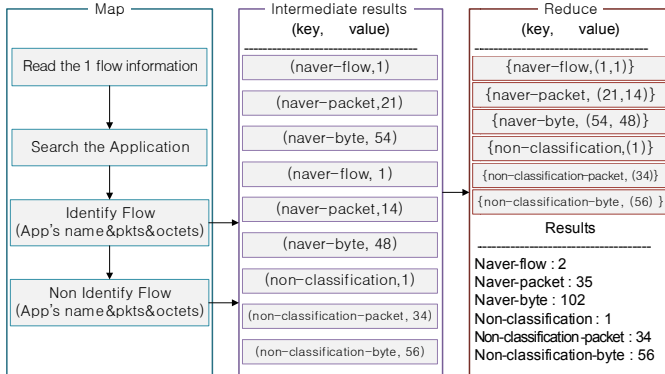 Map
Read the 1 flow information
Search the Application
Identify Flow
(App's name&pkts&octets)
Non Identify Flow
(App's name&pkts&octets)
Intermediate results
(key, value)
(naver-flow,1)
(naver-packet,21)
(naver-byte, 54)
(naver-flow, 1)
(naver-packet,14)
(naver-byte, 48)
(non-classification,1)
(non-classification-packet, 34)
(non-classification-byte, 56)
Reduce
(key, value)
{naver-flow,(1,1)}
{naver-packet, (21,14)}
{naver-byte, (54, 48)}
{non-classification,(1)}
{non-classification-packet, (34)}
{non-classification-byte, (56) }
Results
Naver-flow : 2
Naver-packet : 35
Naver-byte : 102
Non-classification : 1
Non-classification-packet : 34
Non-classification-byte : 56